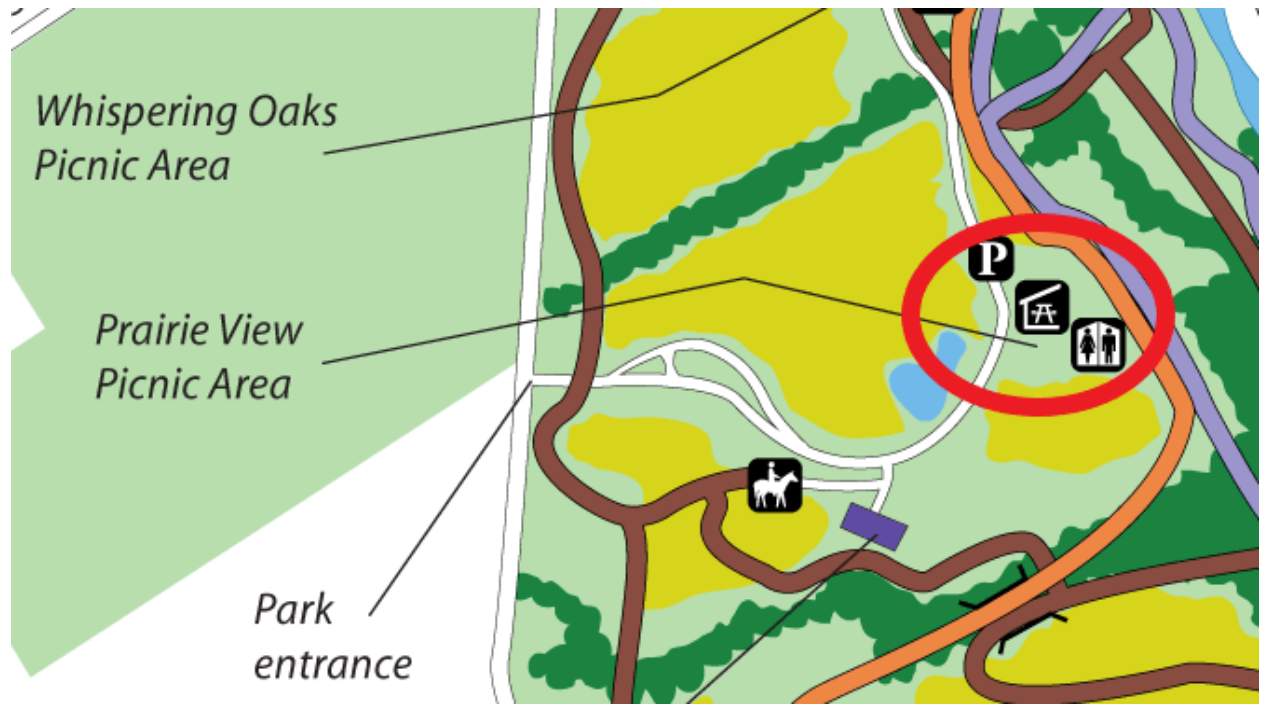 Whispering Oaks
Picnic Area
P
Prairie View
Picnic Area
Park
entrance